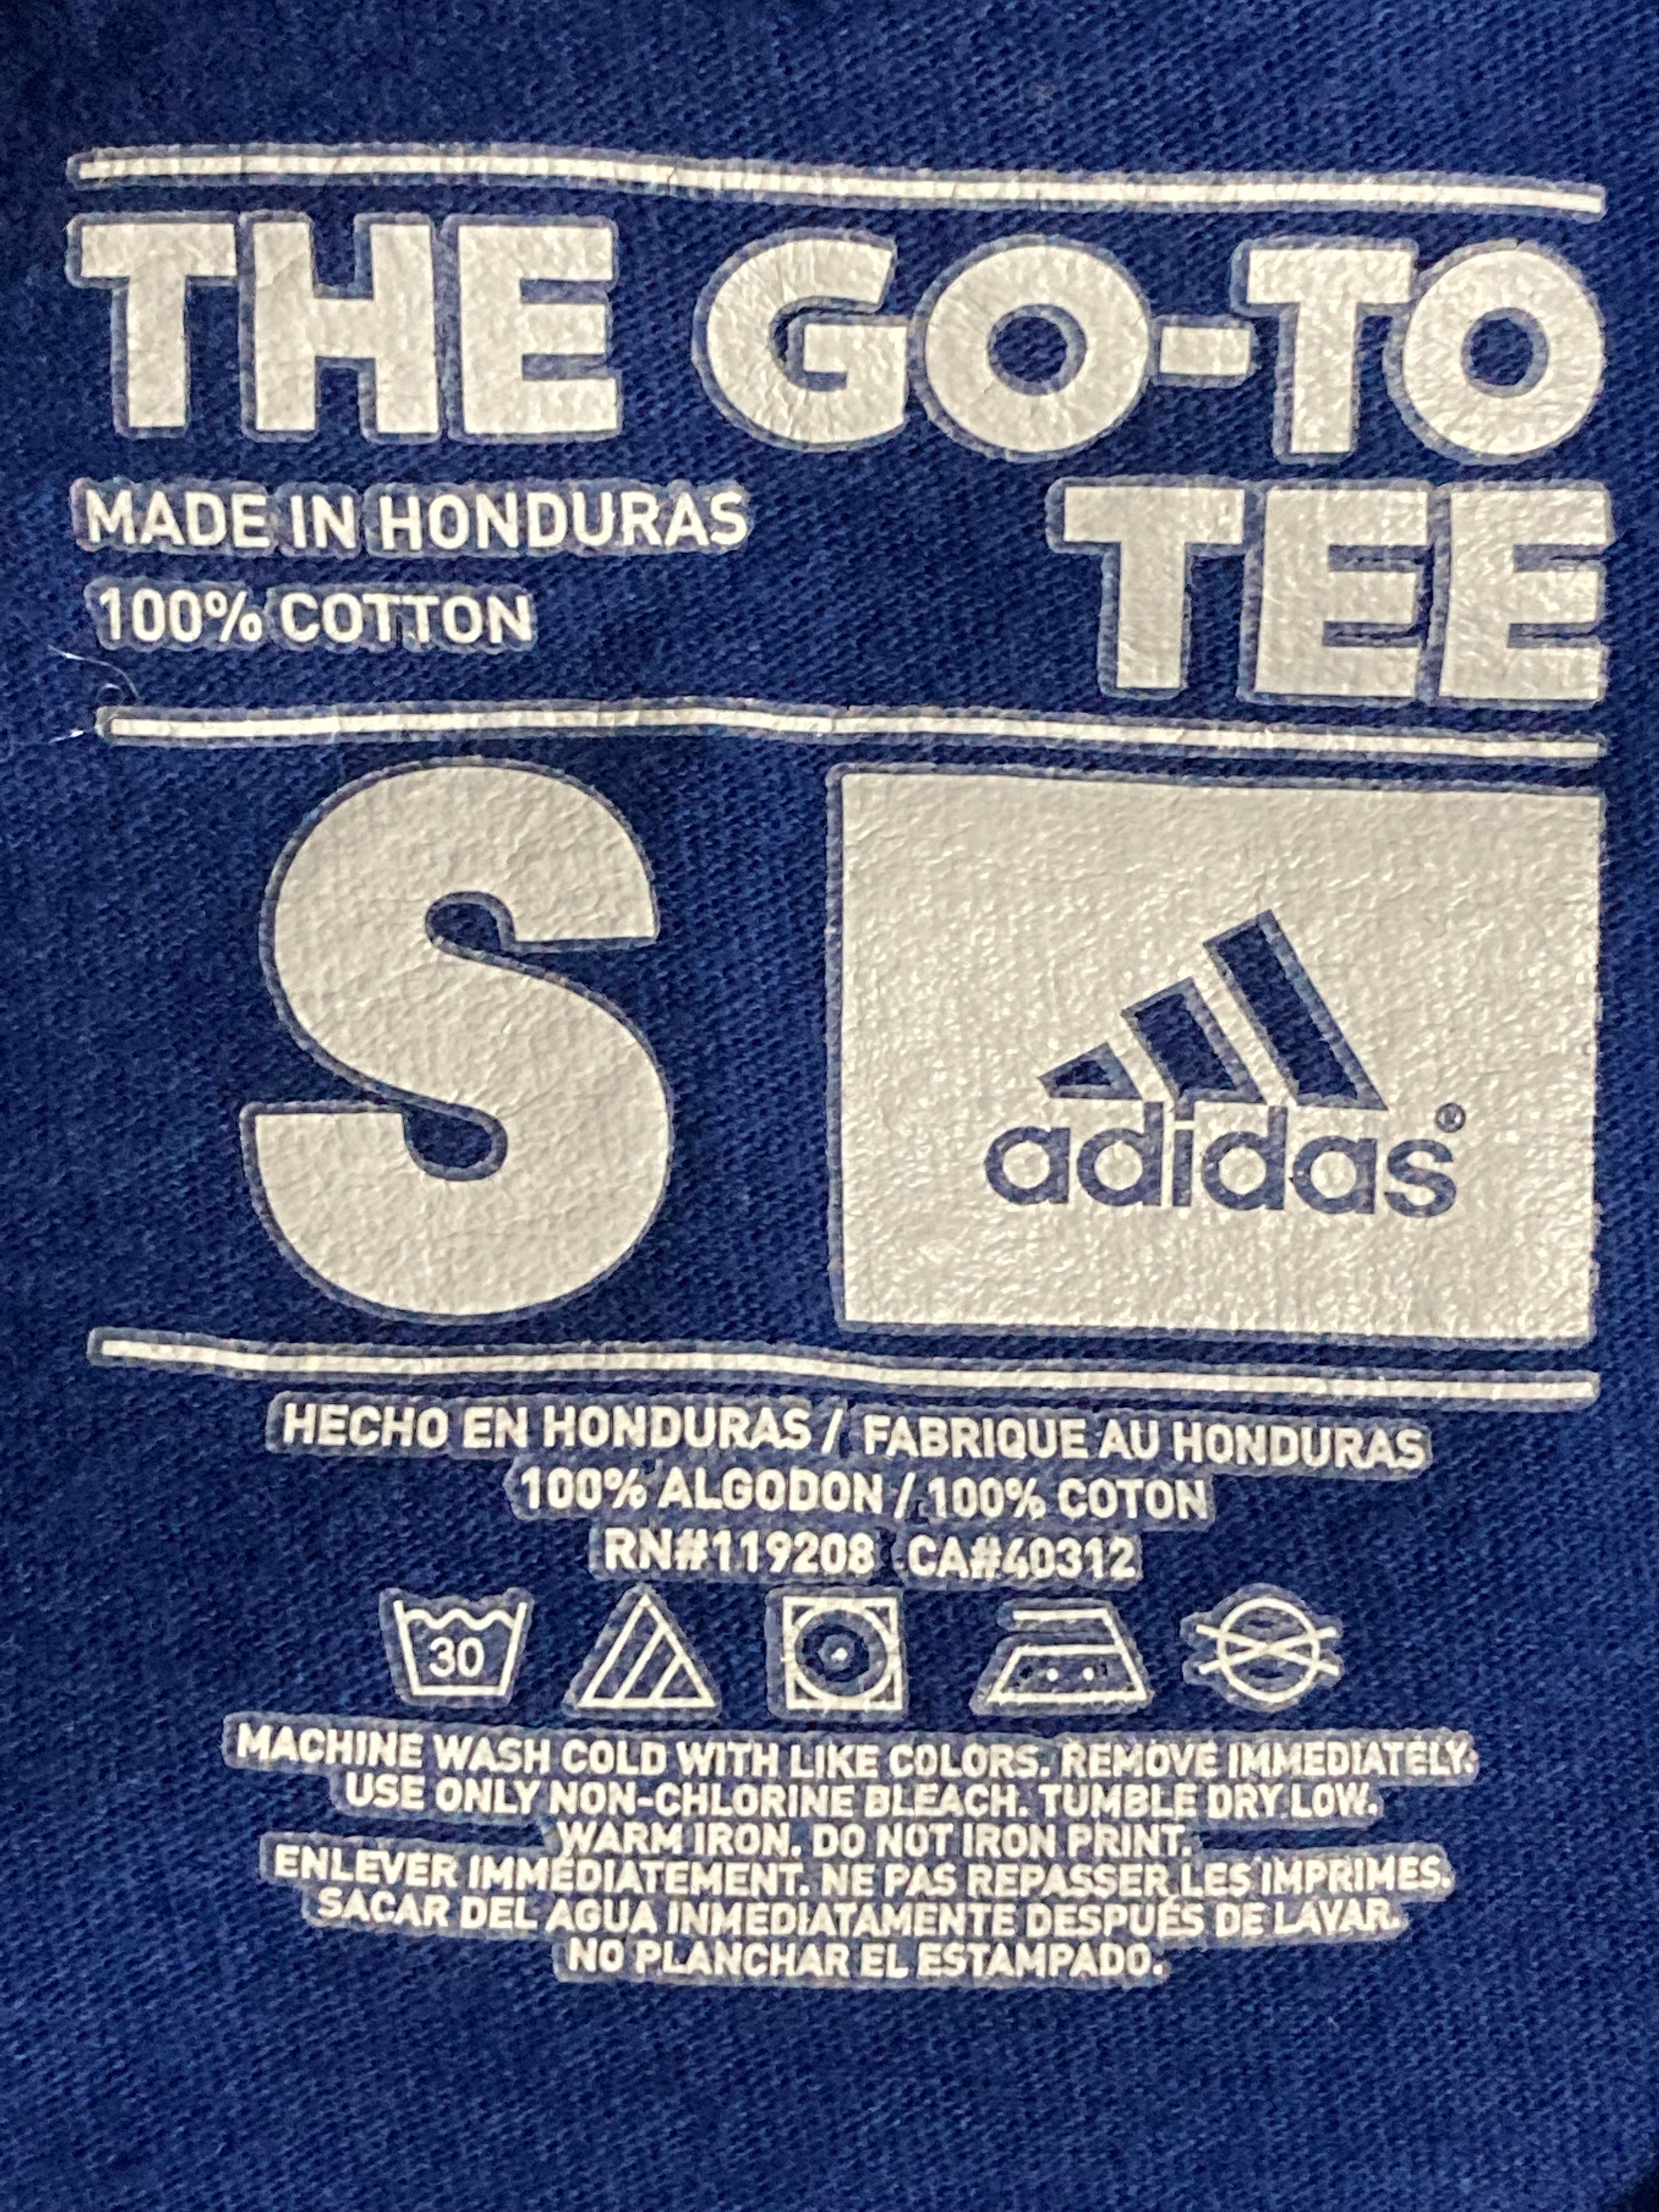 THE GO-TO
TEE
MADE IN HONDURAS
100% COTTON
S
adidas®
HECHO EN HONDURAS / FABRIQUE AU HONDURAS
100% ALGODON / 100% COTON
RN#119208 CA#40312
30
MACHINE WASH COLD WITH LIKE COLORS. REMOVE IMMEDIATELY.
USE ONLY NON-CHLORINE BLEACH. TUMBLE DRY LOW.
WARM IRON. DO NOT IRON PRINT.
ENLEVER IMMÉDIATEMENT. NE PAS REPASSER LES IMPRIMES.
SACAR DEL AGUA INMEDIATAMENTE DESPUÉS DE LAVAR.
NO PLANCHAR EL ESTAMPADO.